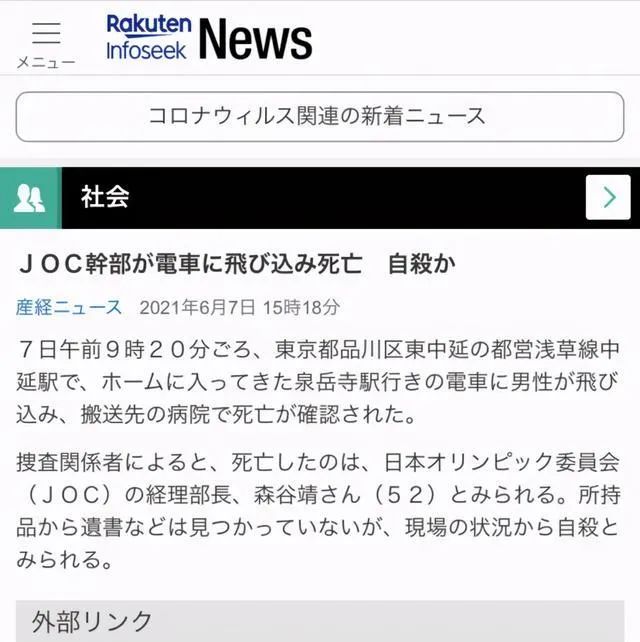 Rakuten
Infoseek News
メニュー
コロナウィルス関連の新着ニュース
社会
ＪＯＣ幹部が電車に飛び込み死亡　自殺か
産経ニュース 2021年6月7日 15時18分
７日午前９時２０分ごろ、東京都品川区東中延の都営浅草線中
延駅で、ホームに入ってきた泉岳寺駅行きの電車に男性が飛び
込み、搬送先の病院で死亡が確認された。
捜査関係者によると、死亡したのは、日本オリンピック委員会
（ＪＯＣ）の経理部長、森谷靖さん（５２）とみられる。所持
品から遺書などは見つかっていないが、現場の状況から自殺と
みられる。
外部リンク